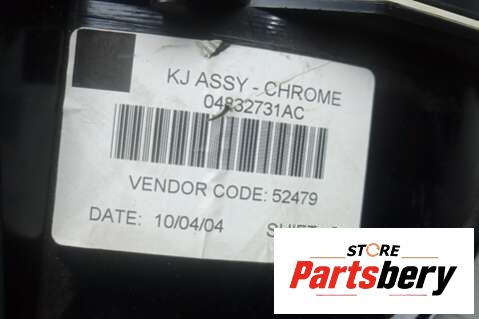 KJ ASSY - CHROME
04832731AC
VENDOR CODE: 52479
DATE: 10/04/04
STORE
Partsbery